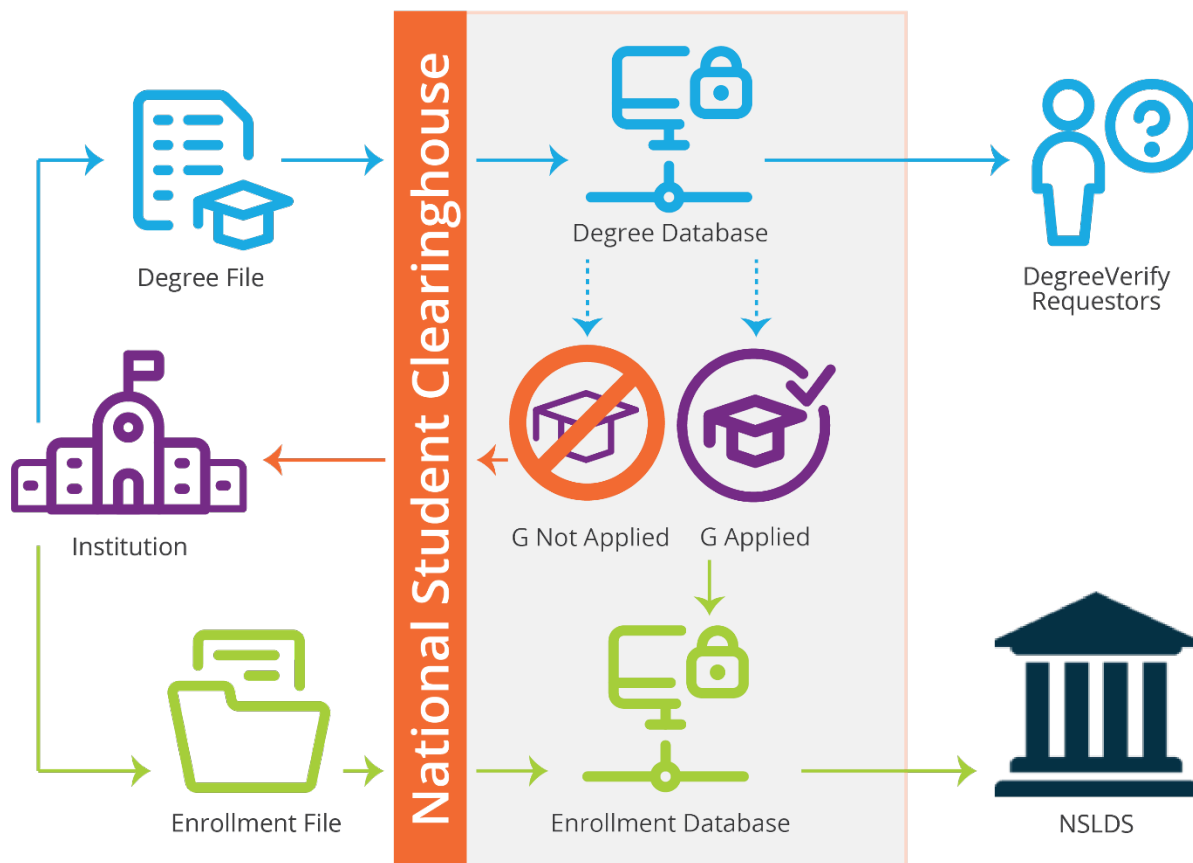 National Student Clearinghouse
Degree File
Degree Database
DegreeVerify
Requestors
?
Institution
G Not Applied
G Applied
Enrollment File
Enrollment Database
NSLDS